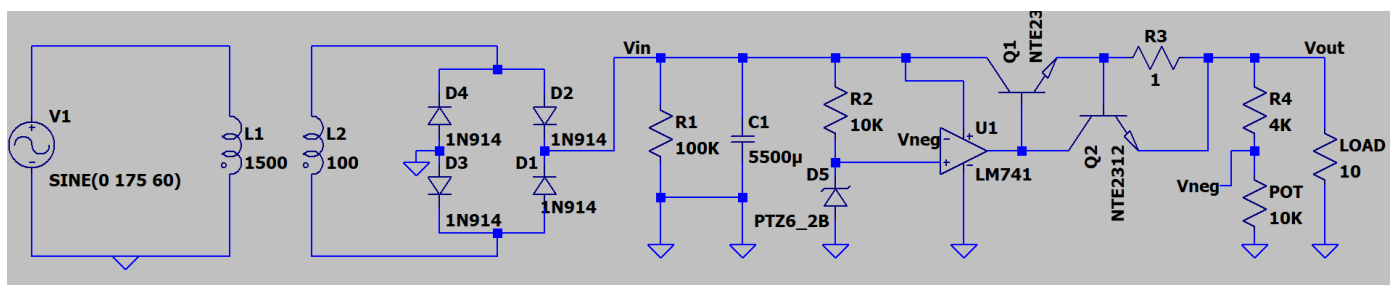 V1
SINE(0 175 60)
L1
1500
L2
100
D4
1N914
D3
1N914
D2
1N914
D1
1N914
Vin
R1
100K
C1
5500µ
R2
10K
D5
PTZ6_2B
Vneg
U1
LM741
Q1
Q2
NTE2312
R3
1
Vout
R4
4K
Vneg
POT
10K
LOAD
10